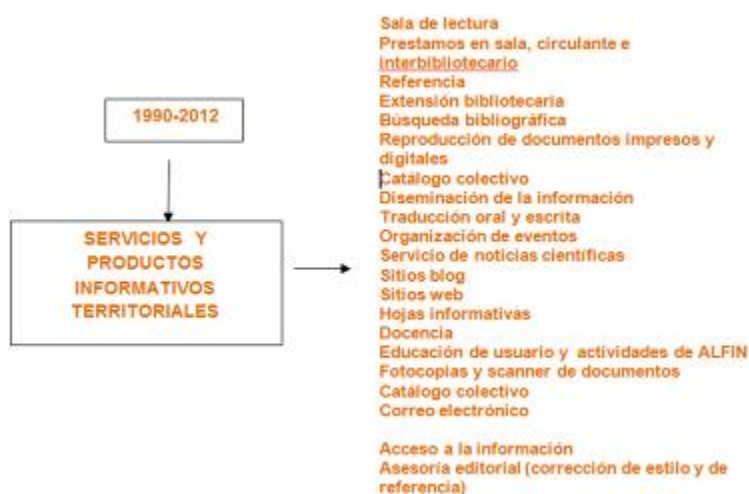 1990-2012
SERVICIOS Y
PRODUCTOS
INFORMATIVOS
TERRITORIALES
Sala de lectura
Prestamos en sala, circulante e
interbibliotecario
Referencia
Extensión bibliotecaria
Búsqueda bibliográfica
Reproducción de documentos impresos y
digitales
Catálogo colectivo
Diseminación de la información
Traducción oral y escrita
Organización de eventos
Servicio de noticias científicas
Sitios blog
Sitios web
Hojas informativas
Docencia
Educación de usuario y actividades de ALFIN
Fotocopias y scanner de documentos
Catálogo colectivo
Correo electrónico
Acceso a la información
Asesoría editorial (corrección de estilo y de
referencia)